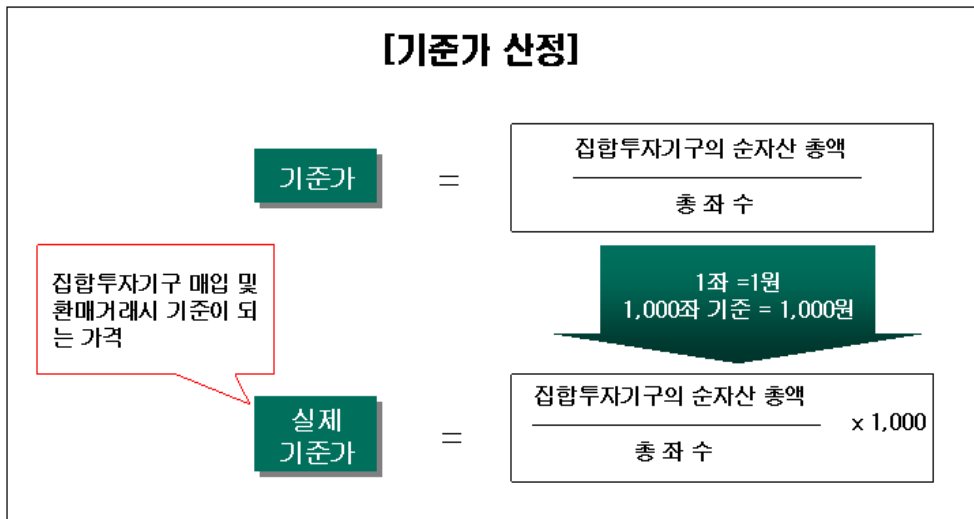 [기준가 산정]
기준가
=
집합투자기구의 순자산 총액
총 좌 수
집합투자기구 매입 및
환매거래시 기준이 되
는 가격
1좌 =1원
1,000좌 기준 = 1,000원
실제
기준가
=
집합투자기구의 순자산 총액
총 좌 수
x 1,000